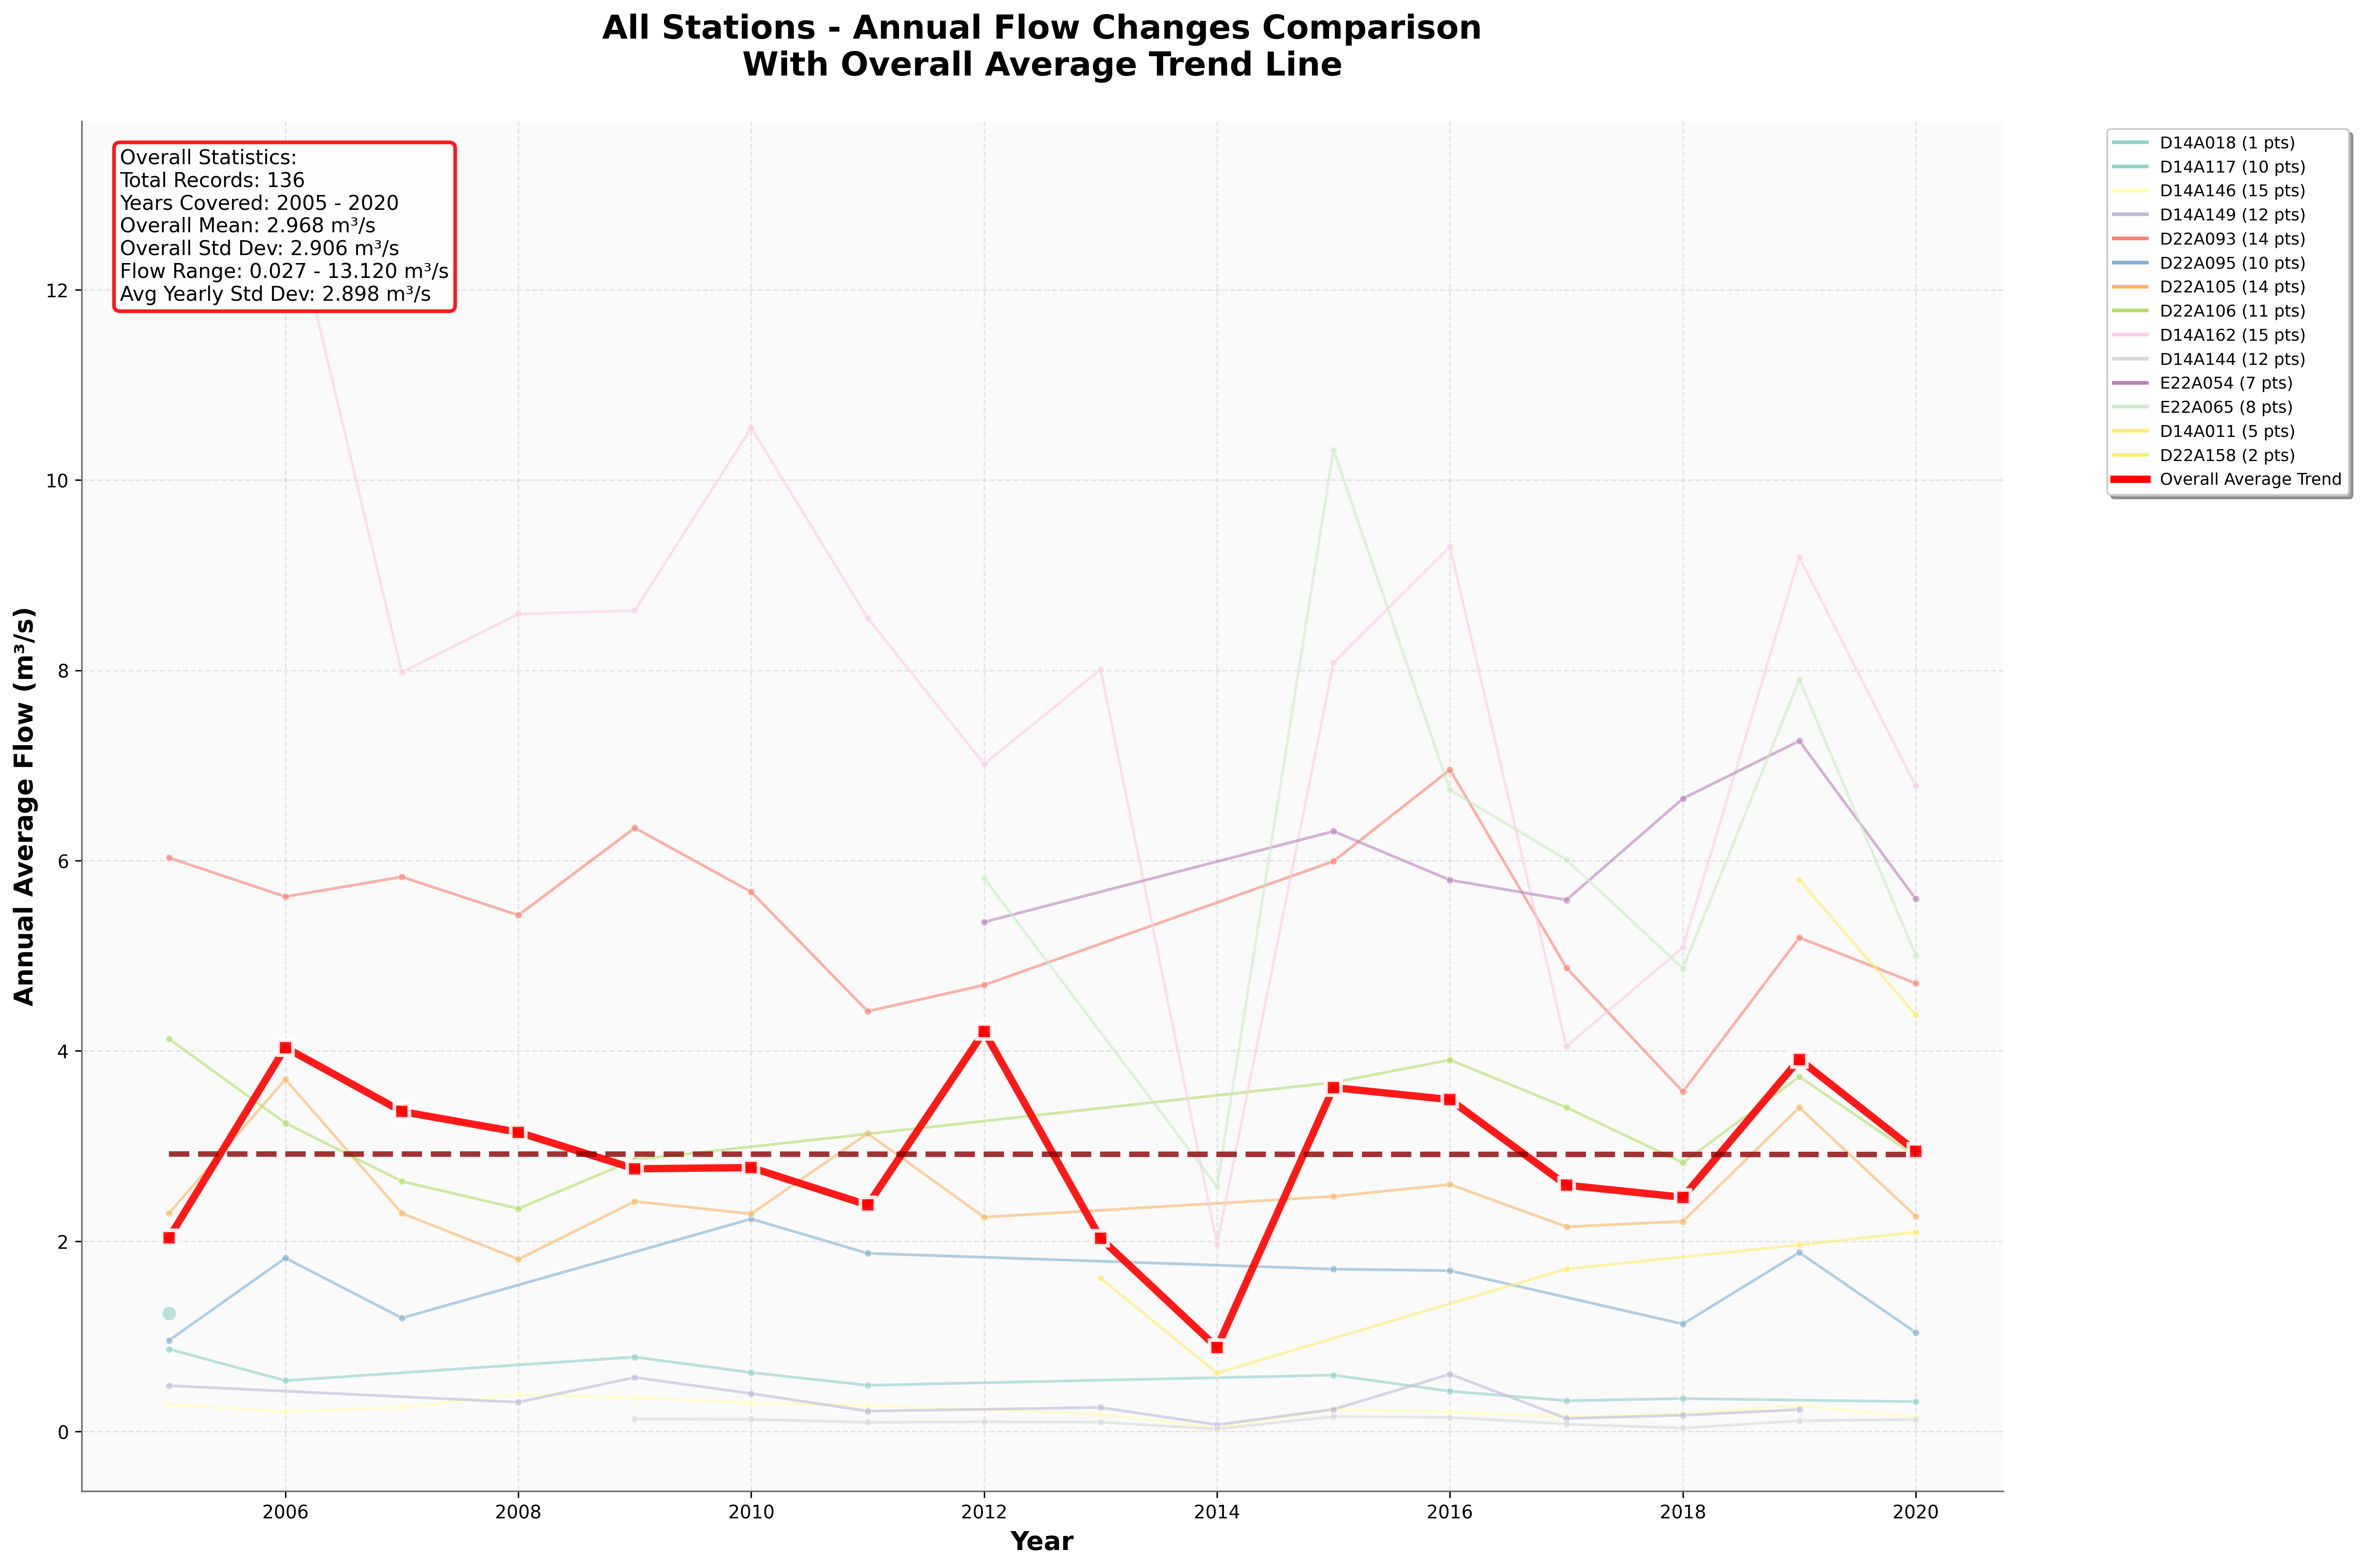 All Stations - Annual Flow Changes Comparison
With Overall Average Trend Line
Overall Statistics:
Total Records: 136
Years Covered: 2005 - 2020
Overall Mean: 2.968 m³/s
Overall Std Dev: 2.906 m³/s
Flow Range: 0.027 - 13.120 m³/s
Avg Yearly Std Dev: 2.898 m³/s
D14A018 (1 pts)
D14A117 (10 pts)
D14A146 (15 pts)
D14A149 (12 pts)
D22A093 (14 pts)
D22A095 (10 pts)
D22A105 (14 pts)
D22A106 (11 pts)
D14A162 (15 pts)
D14A144 (12 pts)
E22A054 (7 pts)
E22A065 (8 pts)
D14A011 (5 pts)
D22A158 (2 pts)
Overall Average Trend
Annual Average Flow (m³/s)
12
10
8
6
4
2
0
2006
2008
2010
2012
2014
2016
2018
2020
Year